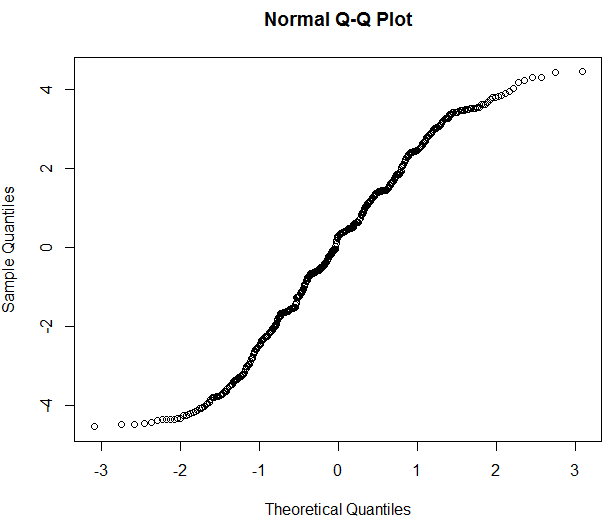 Normal Q-Q Plot
4
2
0
-2
-4
Sample Quantiles
-3 -2 -1 0 1 2 3
Theoretical Quantiles